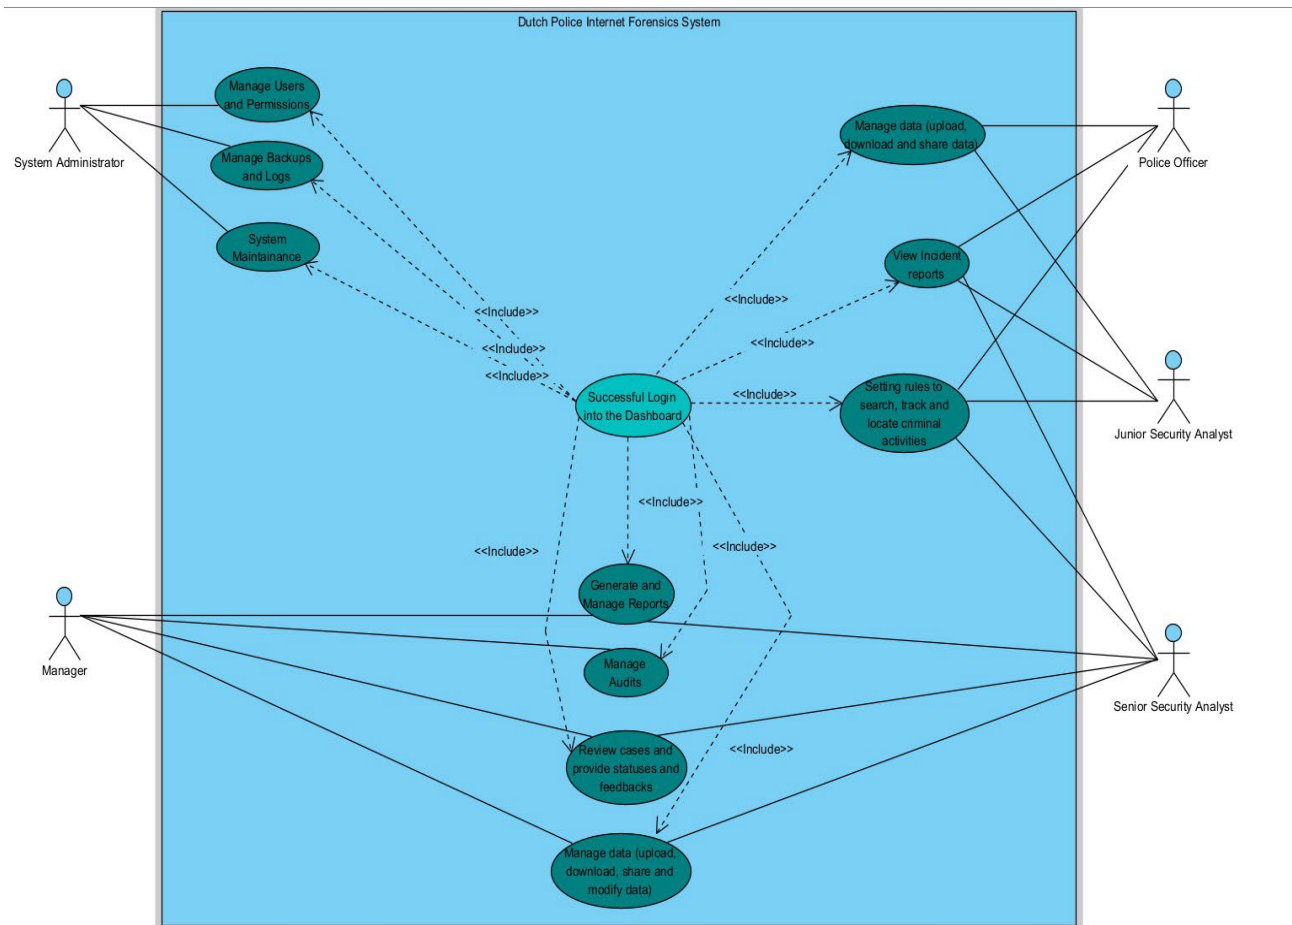 Dutch Police Internet Forensics System
Manage Users
and Permissions
System Administrator
Manage Backups
and Logs
System
Maintainance
Manage data (upload,
download and share data)
Police Officer
View Incident
reports
<<Include>>
<<Include>>
<<Include>>
<<Include>>
<<Include>>
<<Include>>
Successful Login
into the Dashboard
Setting rules to
search, track and
locate criminal
activities
Junior Security Analyst
<<Include>>
<<Include>>
<<Include>>
Generate and
Manage Reports
Manager
Manage
Audits
Senior Security Analyst
Review cases and
provide statuses and
feedbacks
<<Include>>
Manage data (upload,
download, share and
modify data)